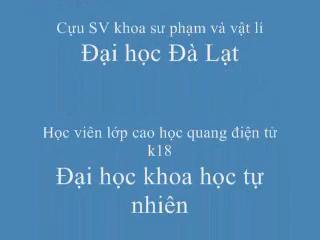 Cựu SV khoa sư phạm và vật lí
Đại học Đà Lạt
Học viên lớp cao học quang điện tử
k18
Đại học khoa học tự
nhiên